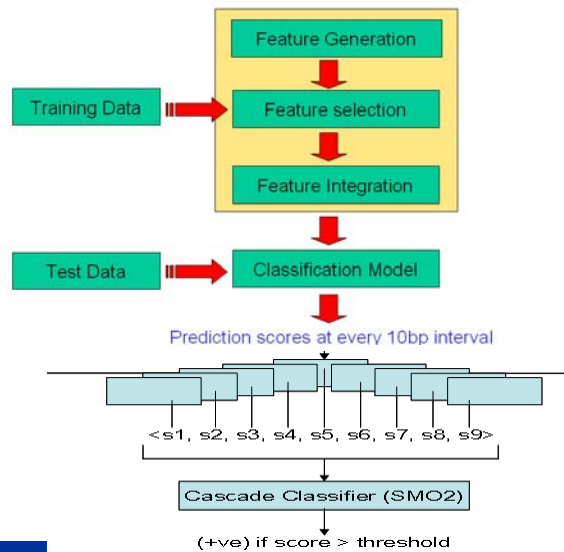 Feature Generation
Training Data
Feature selection
Feature Integration
Test Data
Classification Model
Prediction scores at every 10bp interval
<s1, s2, s3, s4, s5, s6, s7, s8, s9>
Cascade Classifier (SMO2)
(+ve) if score > threshold